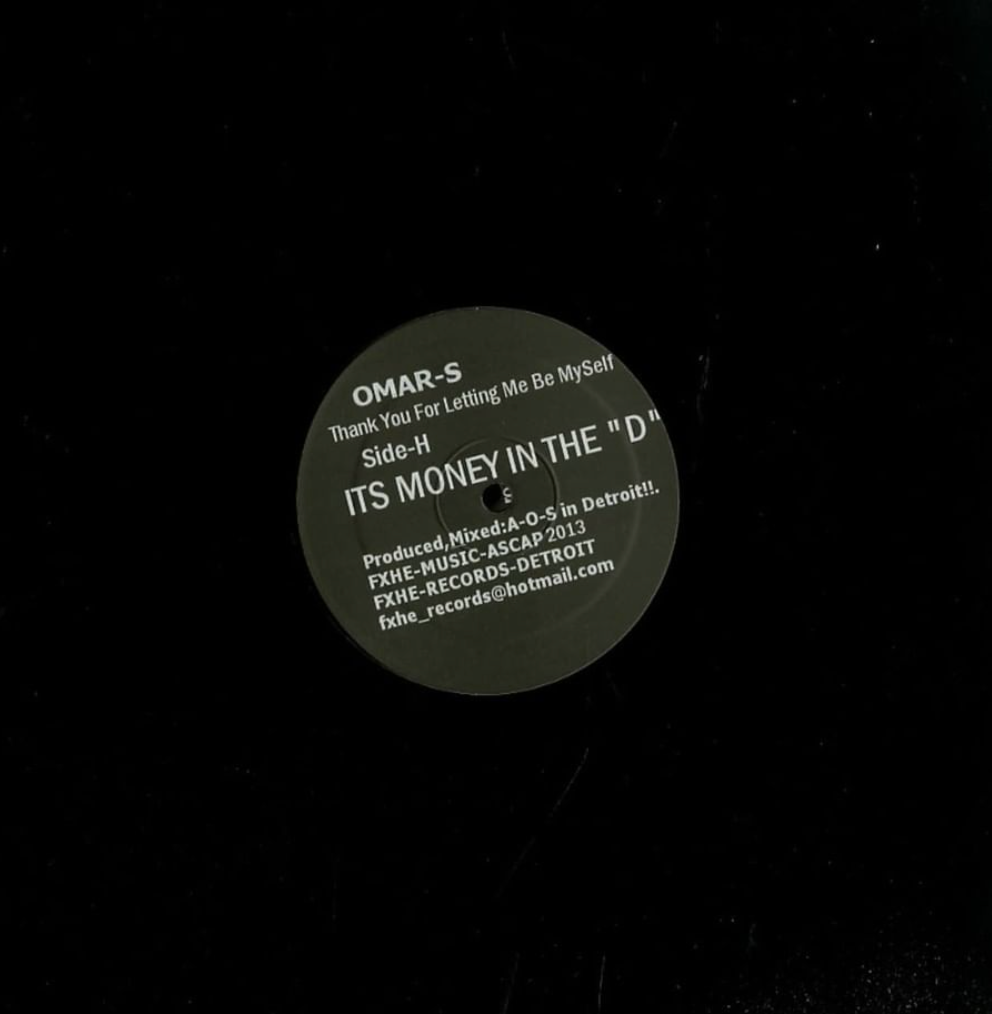 OMAR-S
Thank You For Letting Me Be MySelf
Side-H
ITS MONEY IN THE "D"
Produced,Mixed:A-O-S in Detroit!!.
FXHE-MUSIC-ASCAP 2013
FXHE-RECORDS-DETROIT
fxhe_records@hotmail.com